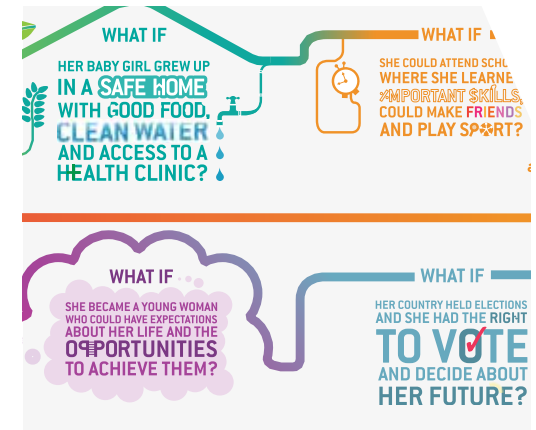 WHAT IF
HER BABY GIRL GREW UP
IN A SAFE HOME
WITH GOOD FOOD,
CLEAN WATER
AND ACCESS TO A
HEALTH CLINIC?
WHAT IF
SHE COULD ATTEND
WHERE SHE LEARNE
IMPORTANT SKILLS,
COULD MAKE FRIENDS
AND PLAY SPORT?
WHAT IF
SHE BECAME A YOUNG WOMAN
WHO COULD HAVE EXPECTATIONS
ABOUT HER LIFE AND THE
OPPORTUNITIES
TO ACHIEVE THEM?
WHAT IF
HER COUNTRY HELD ELECTIONS
AND SHE HAD THE RIGHT
TO VOTE
AND DECIDE ABOUT
HER FUTURE?